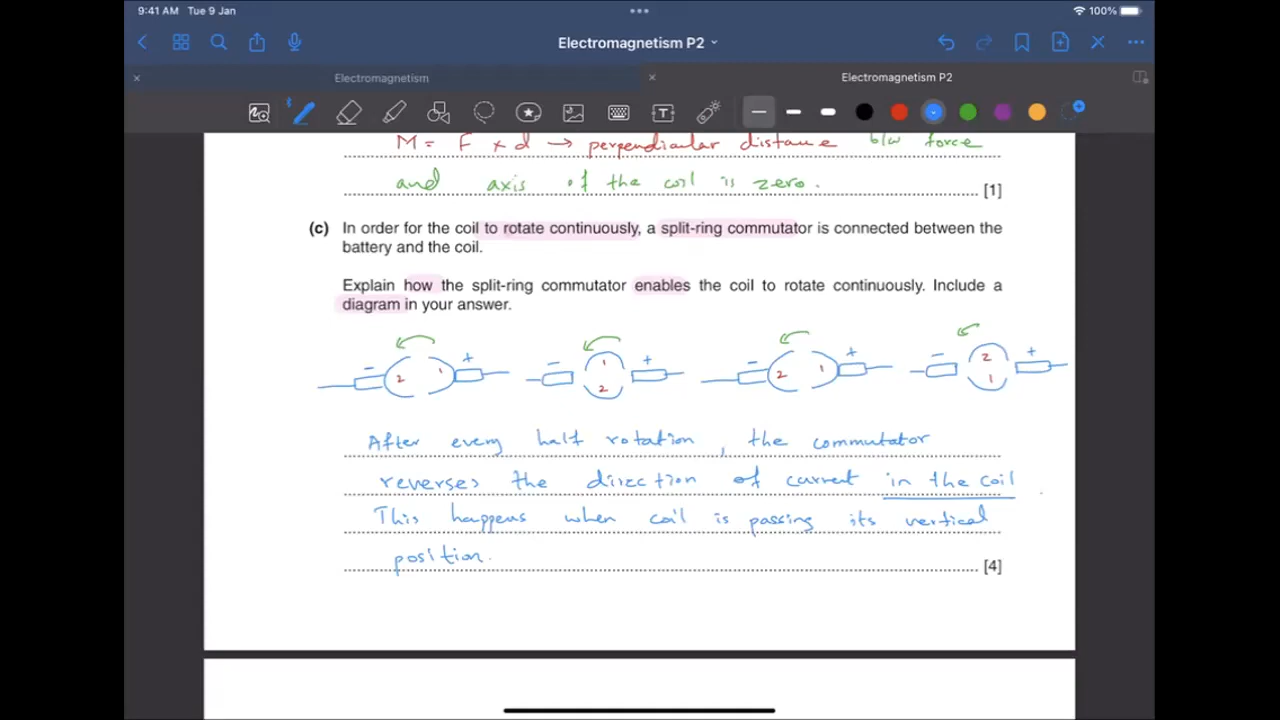 9:41 AM Tue 9 Jan
100%
Electromagnetism P2
Electromagnetism
Electromagnetism P2
M = F x d → perpendicular distane b/w force
and axis of the coil is zero.
[1]
(c) In order for the coil to rotate continuously, a split-ring commutator is connected between the
battery and the coil.
Explain how the split-ring commutator enables the coil to rotate continuously. Include a
diagram in your answer.
- 2 1 +
- 1 2 +
- 2 1 +
- 2 1 +
After every half rotation, the commutator
reverses the direction of current in the coil
This happens when coil is passing its vertical
position.
[4]